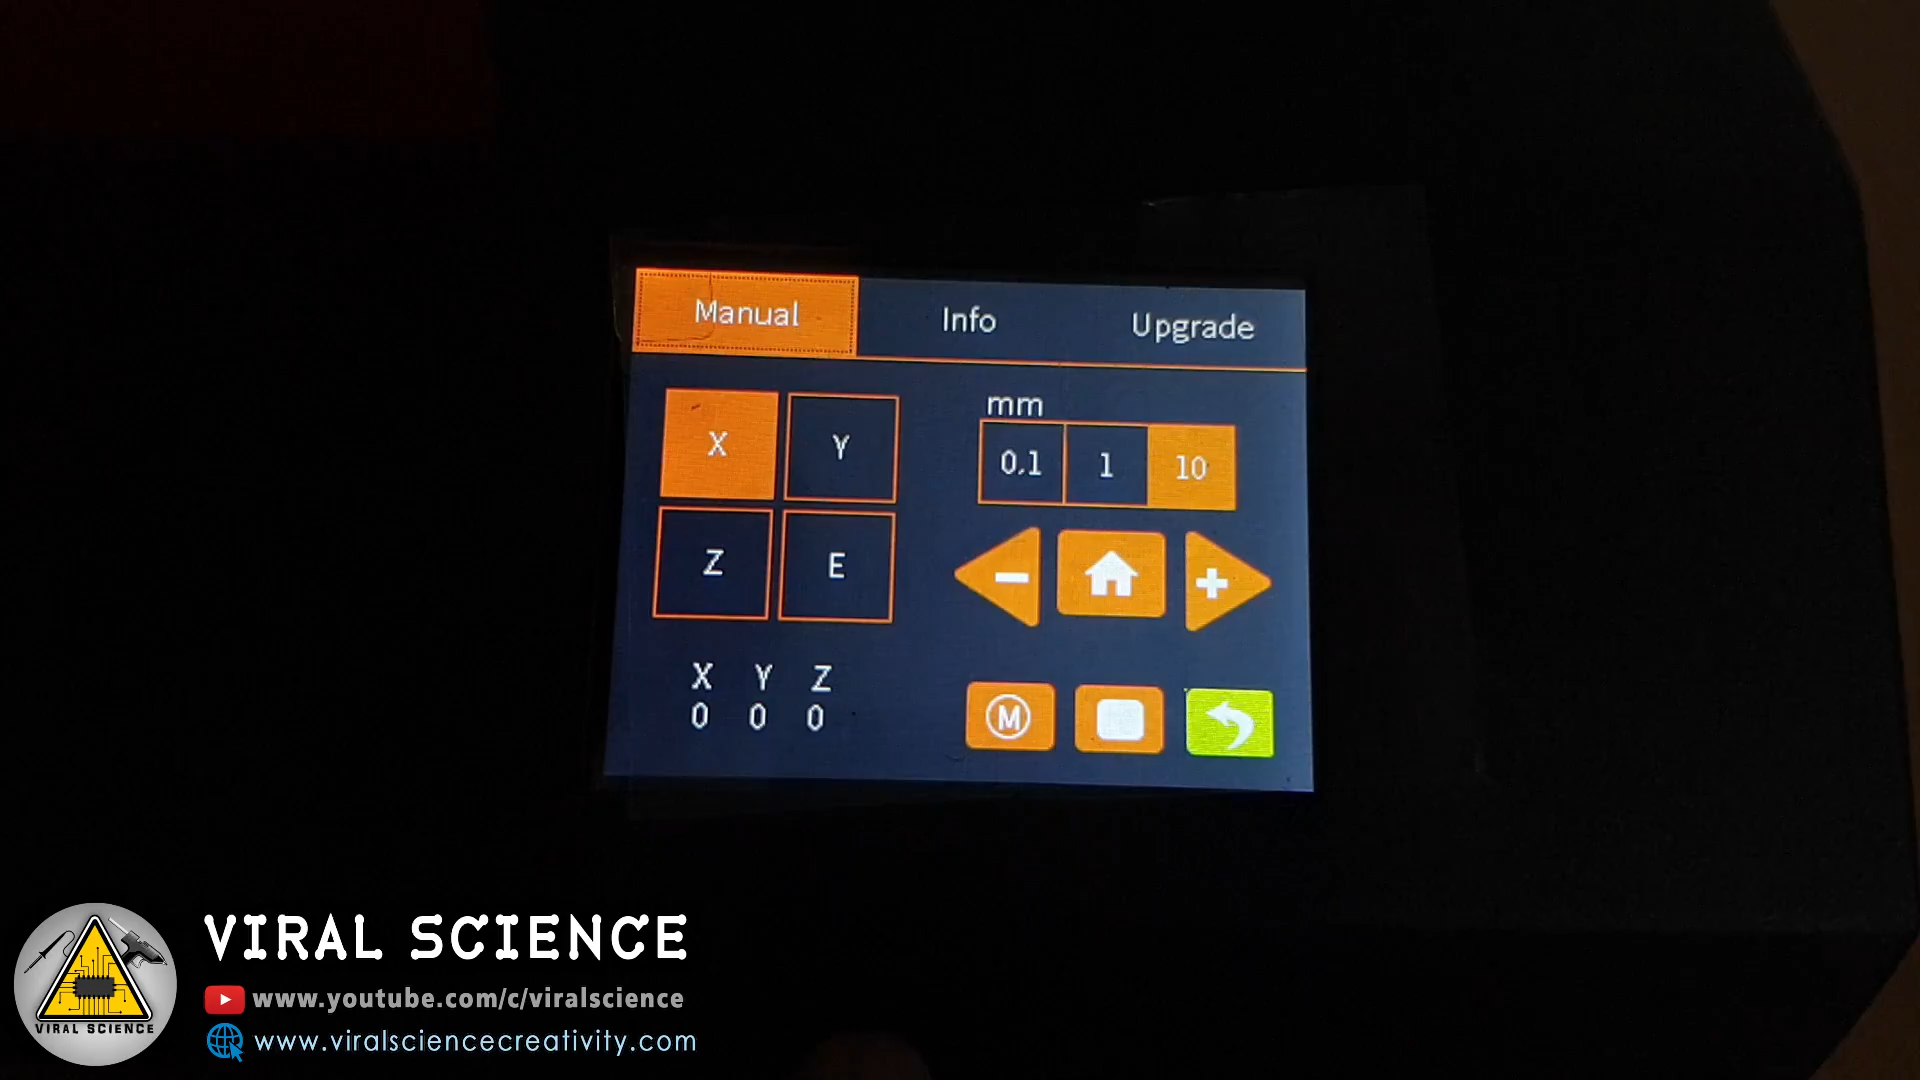 Manual Info Upgrade
mm
X Y 0.1 1 10
Z E - +
X Y Z
0 0 0
M
VIRAL SCIENCE
VIRAL SCIENCE
www.youtube.com/c/viralscience
www.viralsciencecreativity.com